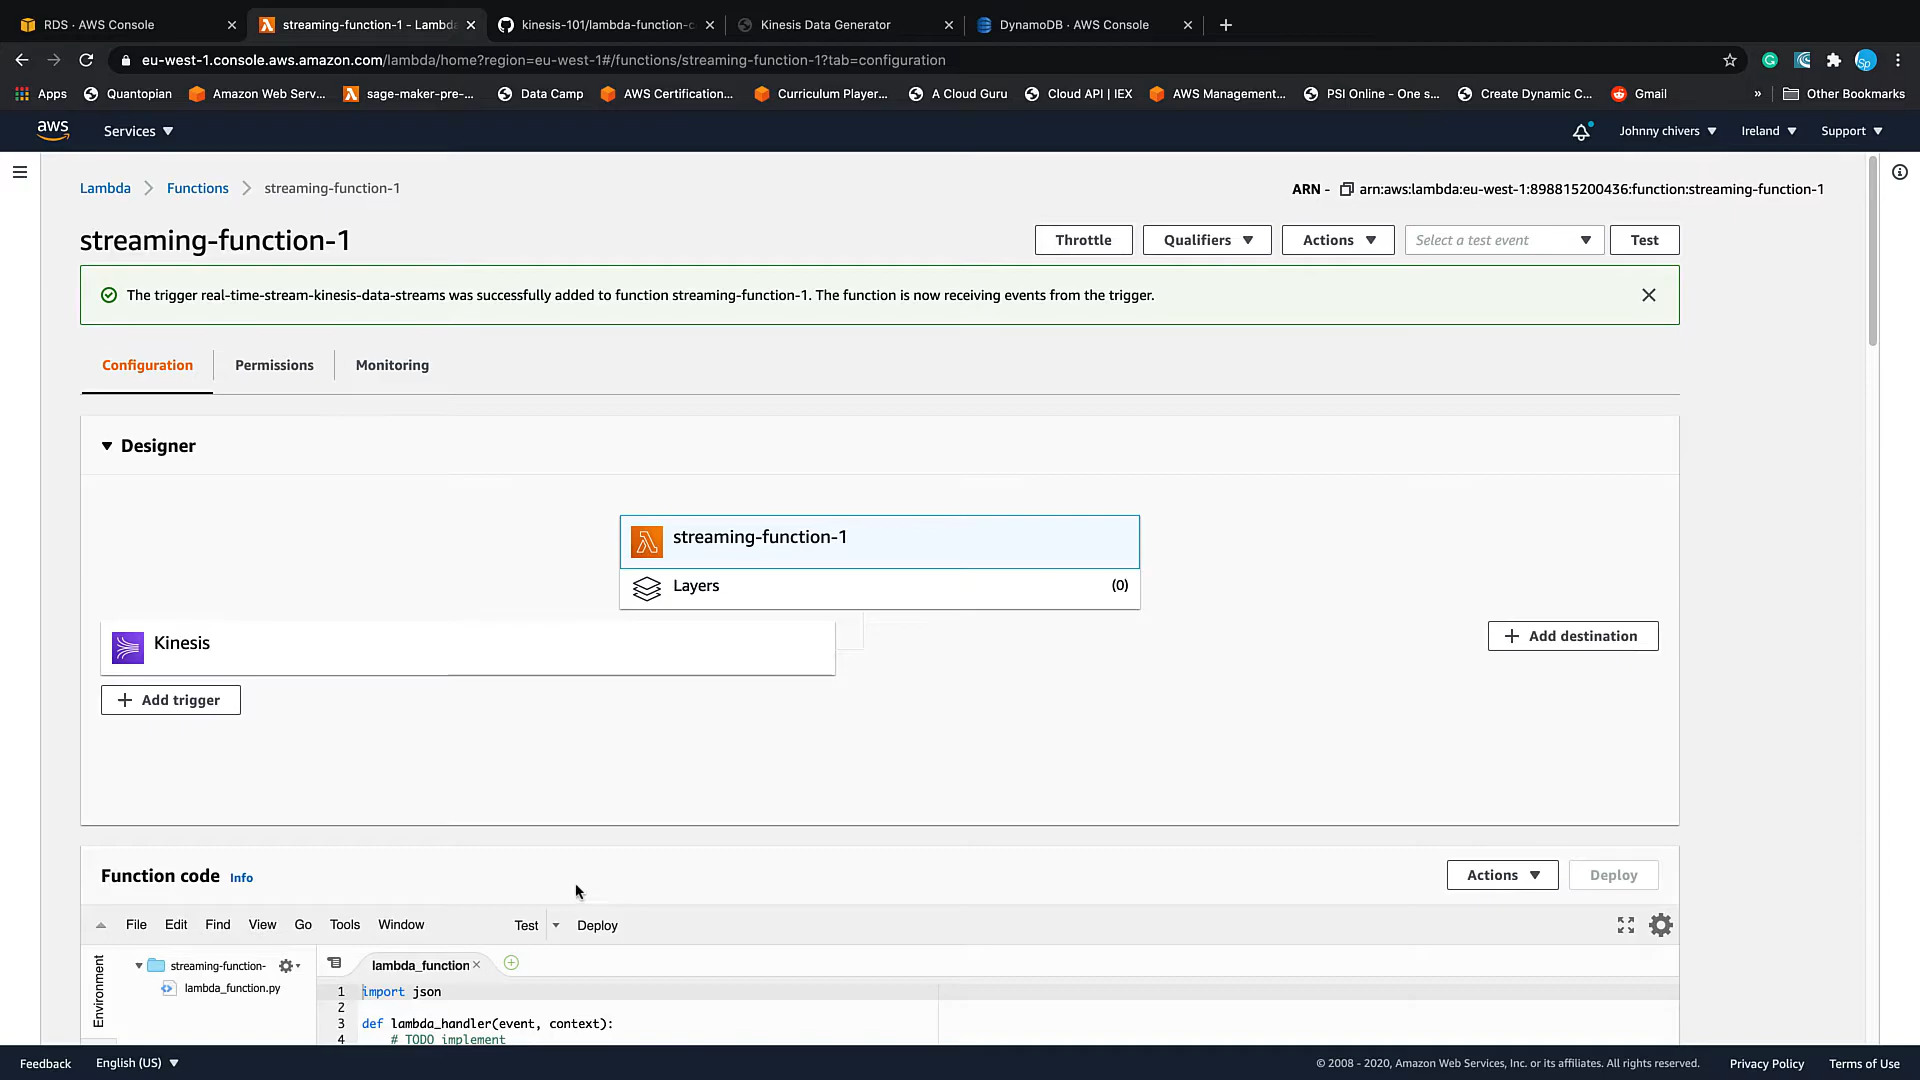 RDS · AWS Console
streaming-function-1 - Lambda
kinesis-101/lambda-function-c
Kinesis Data Generator
DynamoDB · AWS Console
eu-west-1.console.aws.amazon.com/lambda/home?region=eu-west-1#/functions/streaming-function-1?tab=configuration
Apps
Quantopian
Amazon Web Serv...
sage-maker-pre-...
Data Camp
AWS Certification...
Curriculum Player...
A Cloud Guru
Cloud API | IEX
AWS Management...
PSI Online - One s...
Create Dynamic C...
Gmail
»
Other Bookmarks
aws
Services
Johnny chivers
Ireland
Support
Lambda
Functions
streaming-function-1
ARN - arn:aws:lambda:eu-west-1:898815200436:function:streaming-function-1
streaming-function-1
Throttle
Qualifiers
Actions
Select a test event
Test
The trigger real-time-stream-kinesis-data-streams was successfully added to function streaming-function-1. The function is now receiving events from the trigger.
Configuration
Permissions
Monitoring
Designer
streaming-function-1
Layers
(0)
Kinesis
+ Add destination
+ Add trigger
Function code Info
Actions
Deploy
File
Edit
Find
View
Go
Tools
Window
Test
Deploy
Environment
streaming-function-
lambda_function.py
lambda_function
1 import json
2
3 def lambda_handler(event, context):
4 # TODO implement
Feedback
English (US)
© 2008 - 2020, Amazon Web Services, Inc. or its affiliates. All rights reserved.
Privacy Policy
Terms of Use